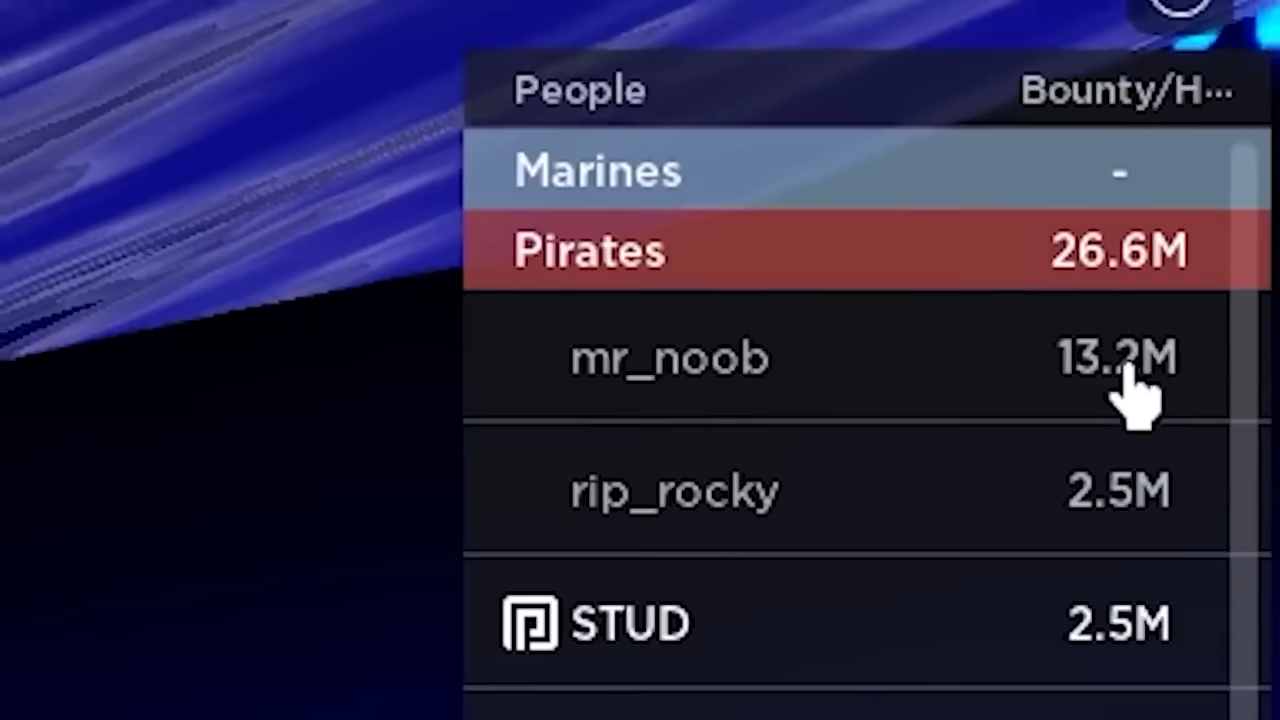 People Bounty/H...
Marines -
Pirates 26.6M
mr_noob 13.2M
rip_rocky 2.5M
STUD 2.5M